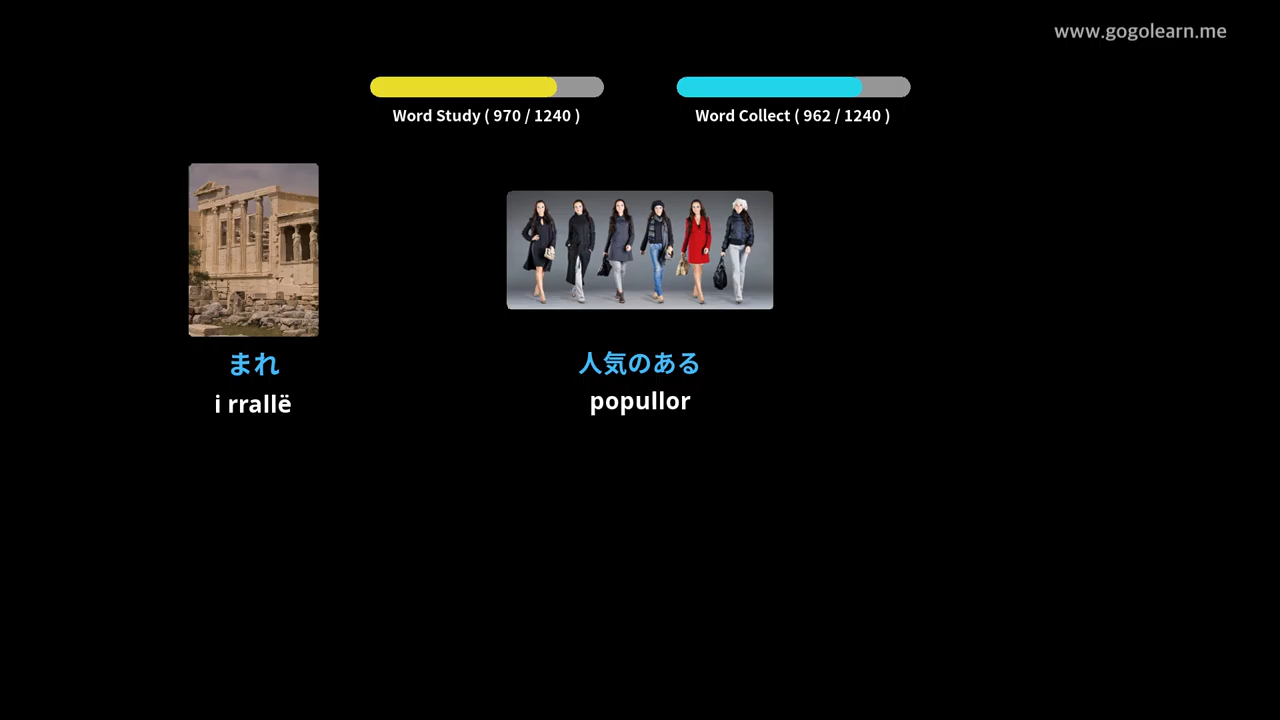 www.gogolearn.me
Word Study ( 970 / 1240 )
Word Collect ( 962 / 1240 )
まれ
i rrallë
人気のある
popullor